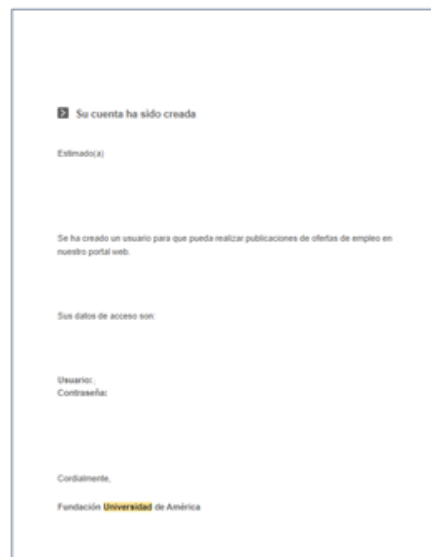 Su cuenta ha sido creada
Estimado(a)
Se ha creado un usuario para que pueda realizar publicaciones de ofertas de empleo en
nuestro portal web.
Sus datos de acceso son:
Usuario:
Contraseña:
Cordialmente,
Fundación Universidad de América